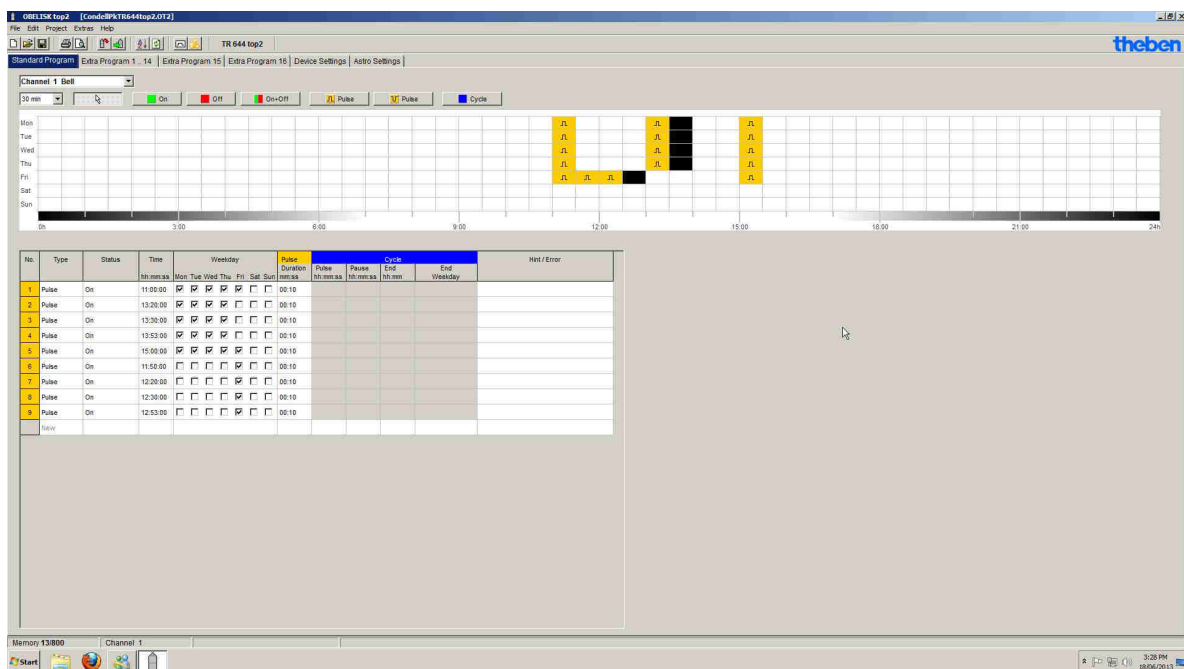 OBELISK top2 [CondellPkTR644top2.OT2]
File Edit Project Extras Help
TR 644 top2
theben
Standard Program Extra Program 1 .. 14 Extra Program 15 Extra Program 16 Device Settings Astro Settings
Channel 1 Bell
30 min On Off On+Off Pulse Pulse Cycle
Mon
Tue
Wed
Thu
Fri
Sat
Sun
0h 3:00 6:00 9:00 12:00 15:00 18:00 21:00 24h
No. Type Status Time Weekday Pulse Cycle Hint / Error
Duration Pulse Pause End End
hh:mm:ss Mon Tue Wed Thu Fri Sat Sun mm:ss hh:mm:ss hh:mm:ss hh:mm Weekday
1 Pulse On 11:00:00 00:10
2 Pulse On 13:20:00 00:10
3 Pulse On 13:30:00 00:10
4 Pulse On 13:53:00 00:10
5 Pulse On 15:00:00 00:10
6 Pulse On 11:50:00 00:10
7 Pulse On 12:20:00 00:10
8 Pulse On 12:30:00 00:10
9 Pulse On 12:53:00 00:10
New
Memory 13/800 Channel 1
Start 3:28 PM
18/06/2013